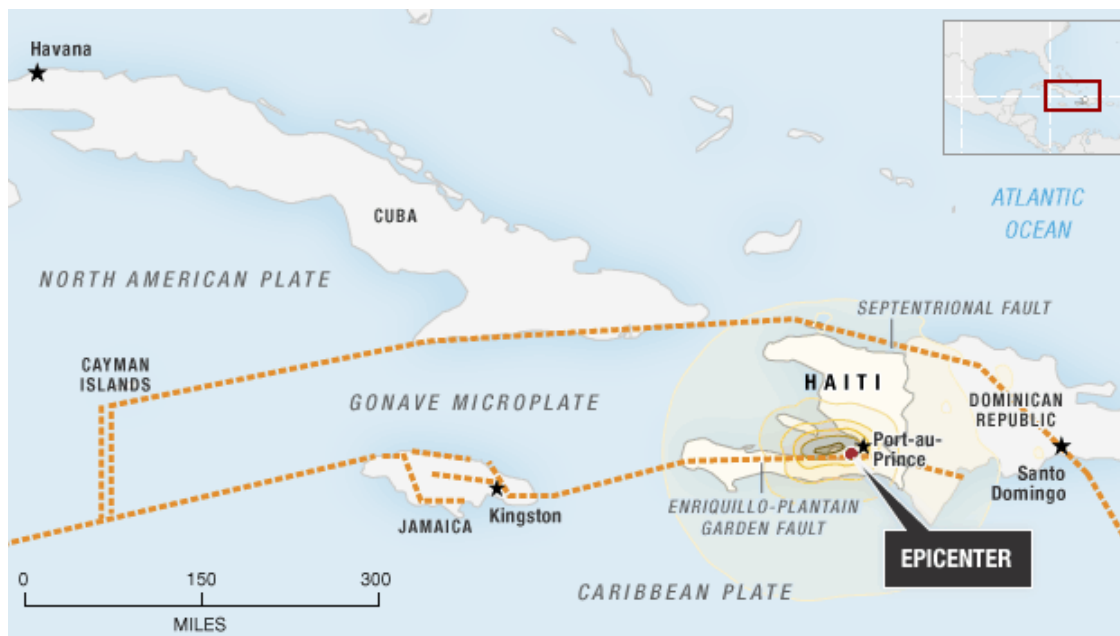 Havana
CUBA
ATLANTIC
OCEAN
NORTH AMERICAN PLATE
SEPTENTRIONAL FAULT
CAYMAN
ISLANDS
GONAVE MICROPLATE
HAITI
DOMINICAN
REPUBLIC
Port-au-
Prince
Santo
Domingo
JAMAICA
Kingston
ENRIQUILLO-PLANTAIN
GARDEN FAULT
EPICENTER
CARIBBEAN PLATE
0 150 300
MILES